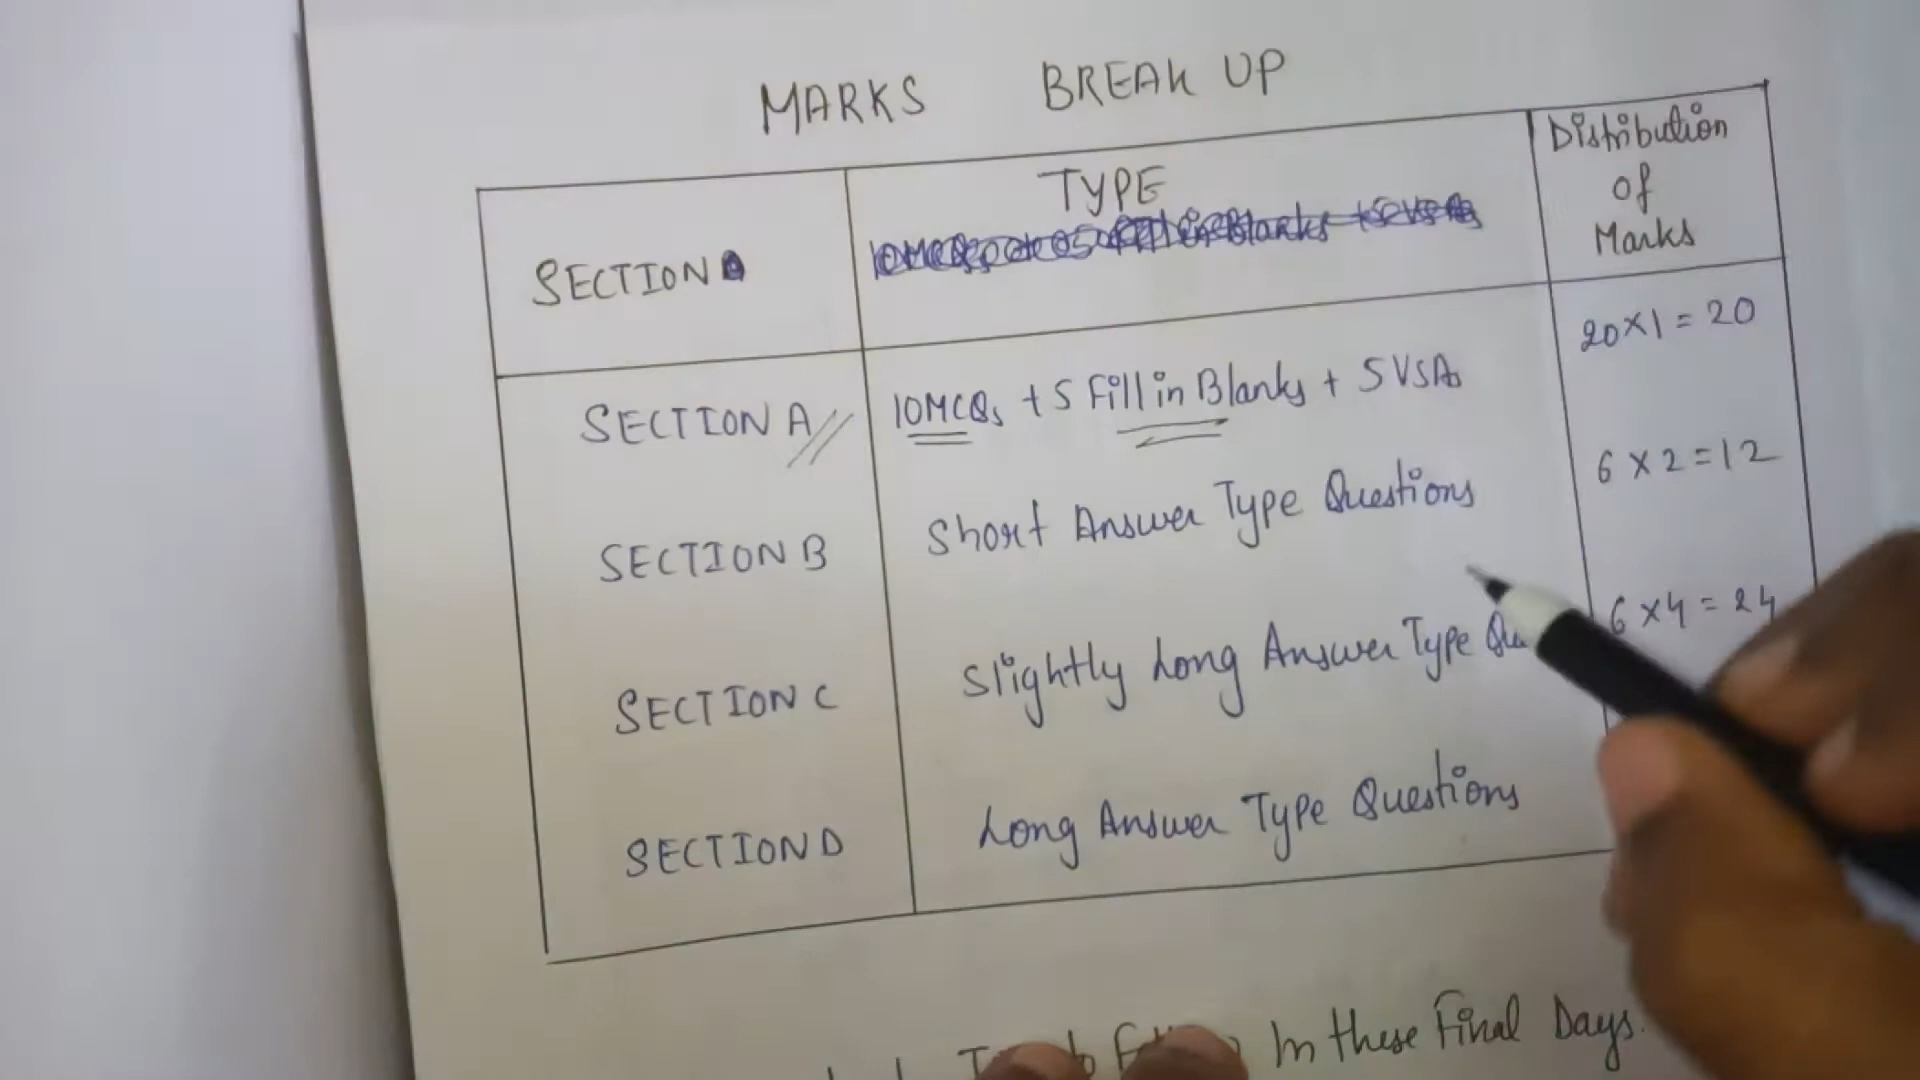 MARKS BREAK UP
SECTION
TYPE
Distribution
of
Marks
SECTION A
10MCQs + 5 Fill in Blanks + 5 VSA
20×1 = 20
SECTION B
Short Answer Type Questions
6 × 2 = 12
SECTION C
Slightly Long Answer Type Qu
6 ×4 = 24
SECTION D
Long Answer Type Questions
In these Final Days.